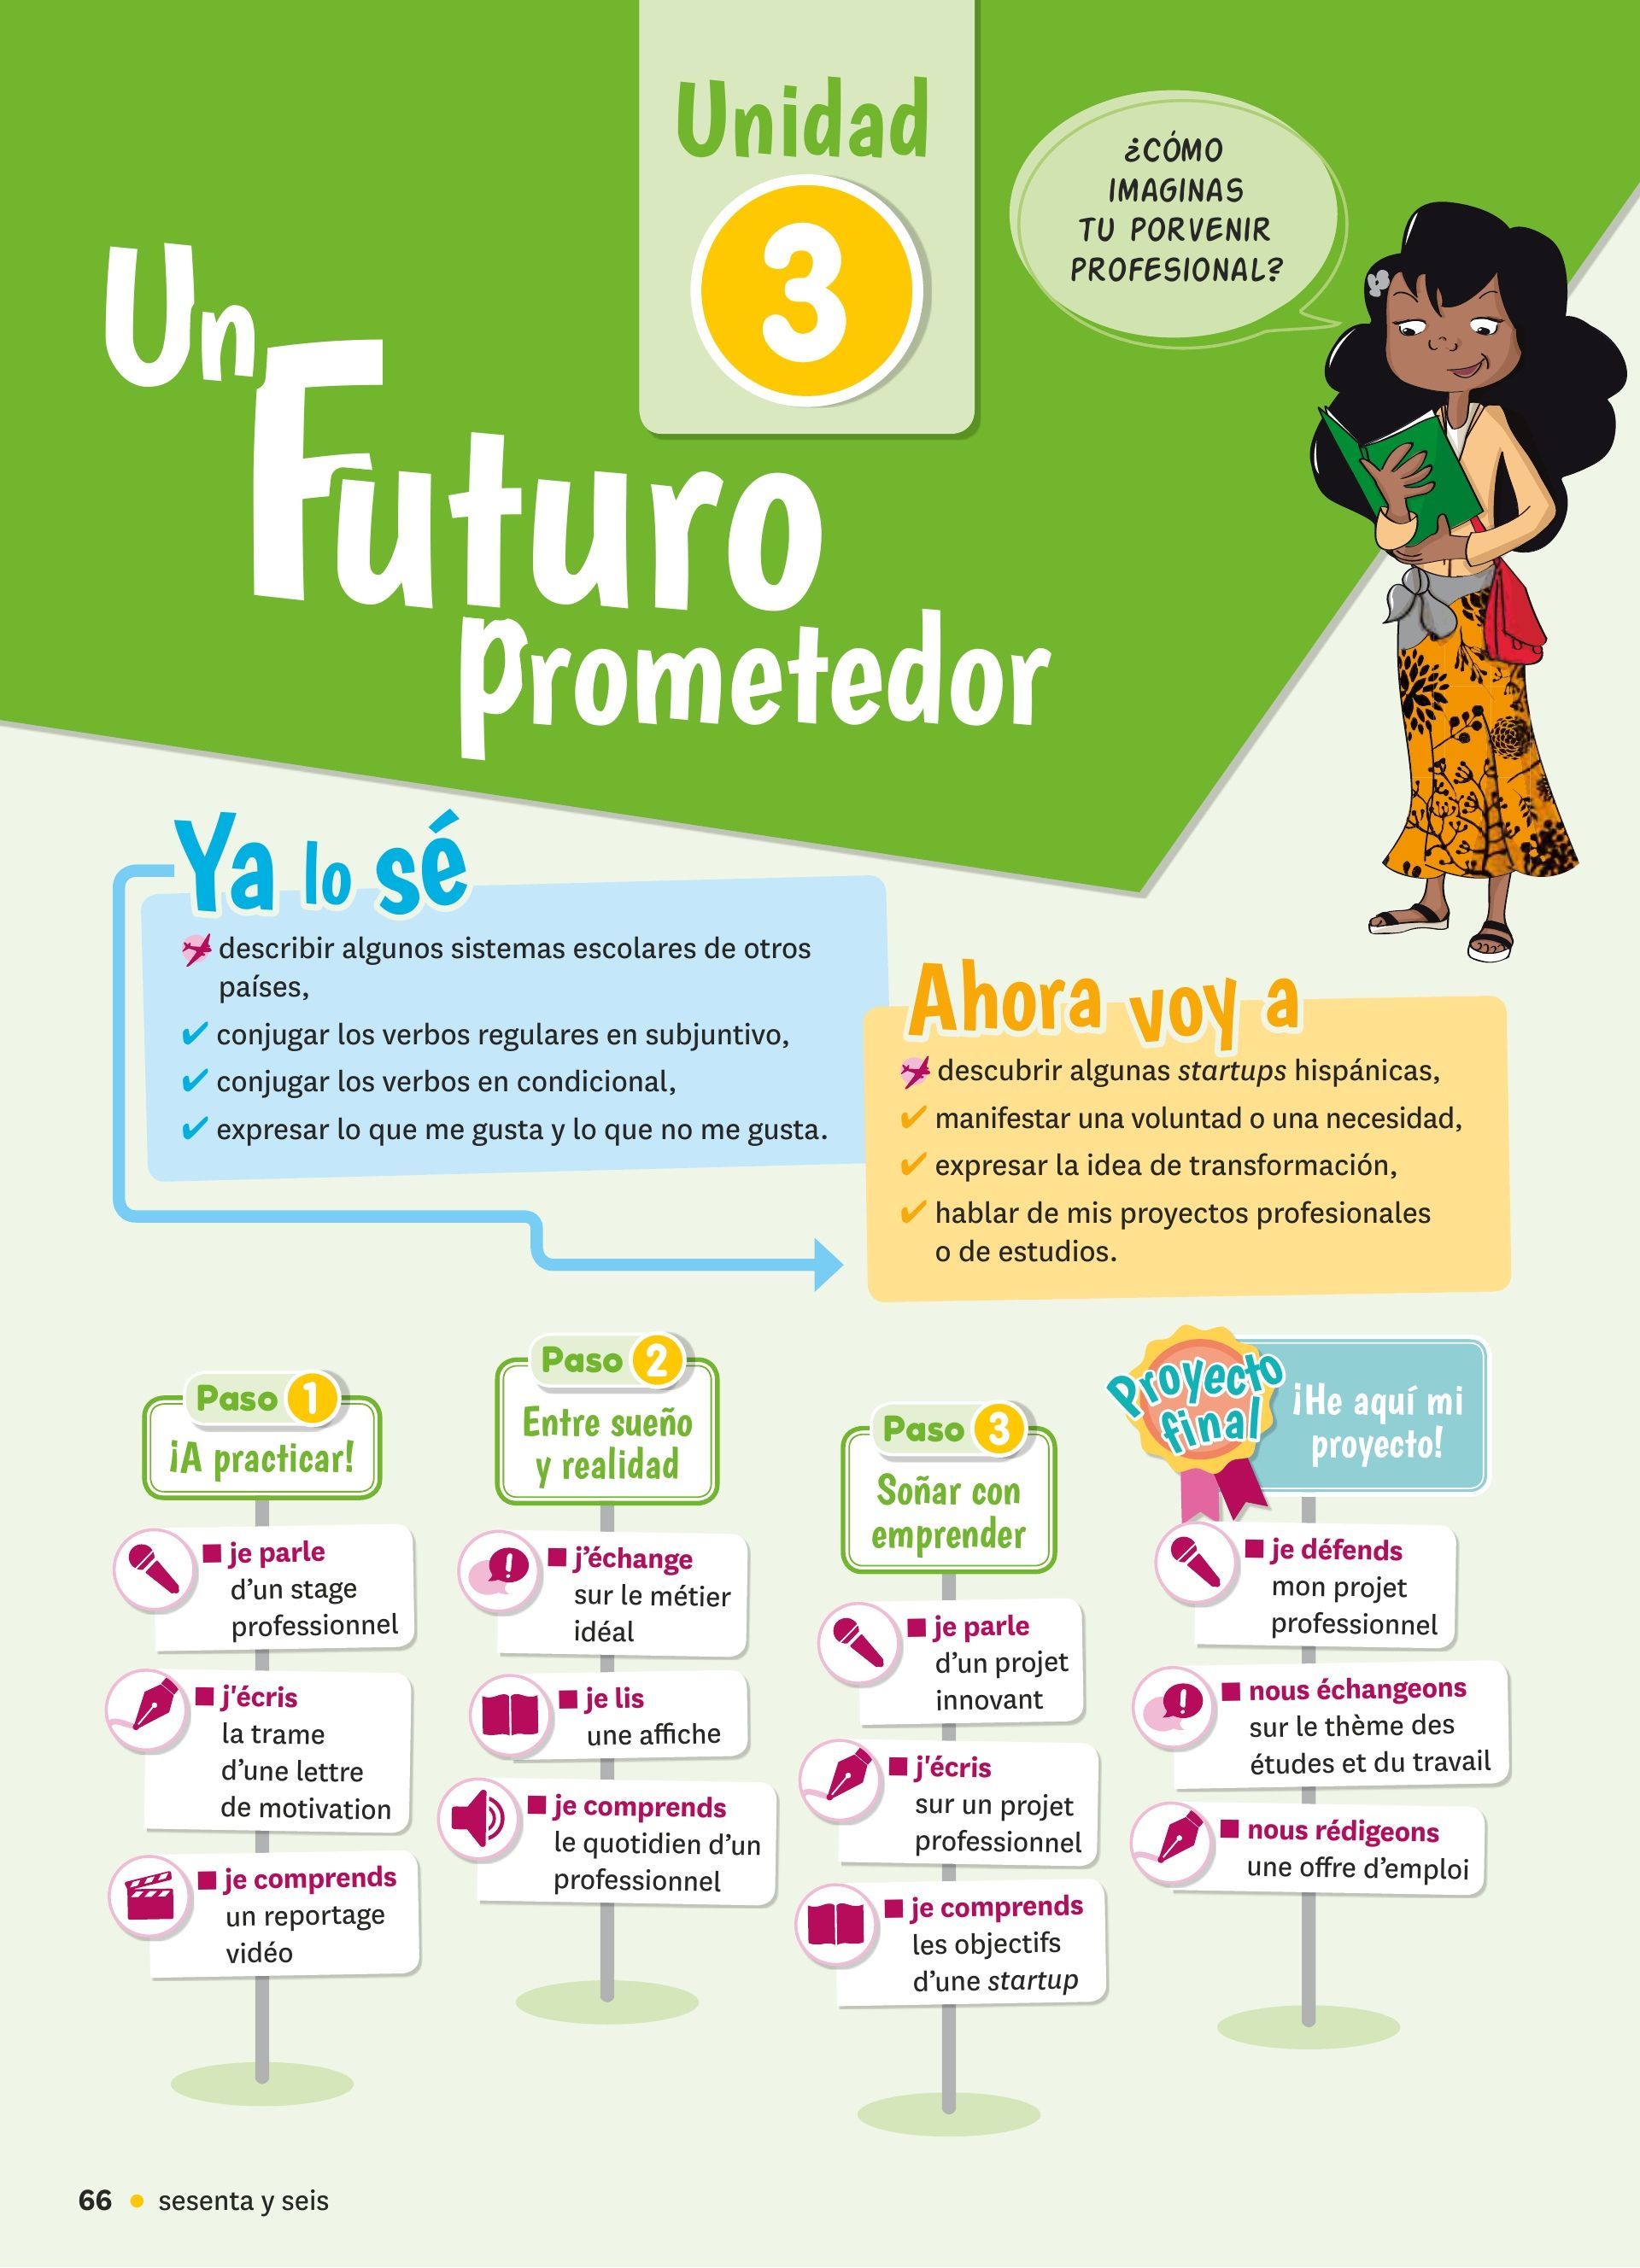 Unidad
3
¿CÓMO
IMAGINAS
TU PORVENIR
PROFESIONAL?
Un
Futuro
prometedor
Ya lo sé
describir algunos sistemas escolares de otros
países,
✔ conjugar los verbos regulares en subjuntivo,
✔ conjugar los verbos en condicional,
✔ expresar lo que me gusta y lo que no me gusta.
Ahora voy a
descubrir algunas startups hispánicas,
✔ manifestar una voluntad o una necesidad,
✔ expresar la idea de transformación,
✔ hablar de mis proyectos profesionales
o de estudios.
Paso 1
¡A practicar!
■ je parle
d'un stage
professionnel
■ j'écris
la trame
d'une lettre
de motivation
■ je comprends
un reportage
vidéo
Paso 2
Entre sueño
y realidad
■ j'échange
sur le métier
idéal
■ je lis
une affiche
■ je comprends
le quotidien d'un
professionnel
Paso 3
Soñar con
emprender
■ je parle
d'un projet
innovant
■ j'écris
sur un projet
professionnel
■ je comprends
les objectifs
d'une startup
Proyecto
final
¡He aquí mi
proyecto!
■ je défends
mon projet
professionnel
■ nous échangeons
sur le thème des
études et du travail
■ nous rédigeons
une offre d'emploi
66 • sesenta y seis